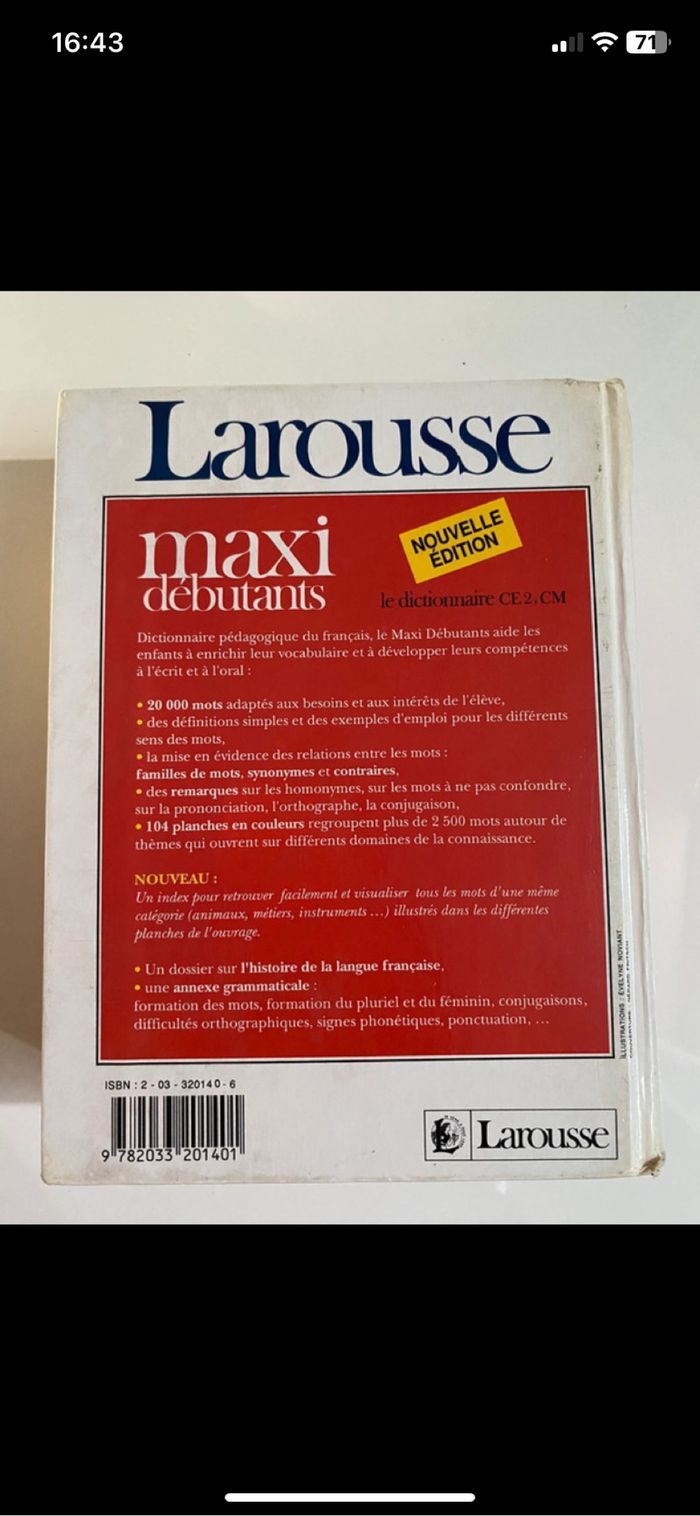 16:43
71
Larousse
maxi
débutants
NOUVELLE
ÉDITION
le dictionnaire CE2, CM
Dictionnaire pédagogique du français, le Maxi Débutants aide les
enfants à enrichir leur vocabulaire et à développer leurs compétences
à l'écrit et à l'oral :
• 20 000 mots adaptés aux besoins et aux intérêts de l'élève,
• des définitions simples et des exemples d'emploi pour les différents
sens des mots,
• la mise en évidence des relations entre les mots :
familles de mots, synonymes et contraires,
• des remarques sur les homonymes, sur les mots à ne pas confondre,
sur la prononciation, l'orthographe, la conjugaison,
• 104 planches en couleurs regroupent plus de 2 500 mots autour de
thèmes qui ouvrent sur différents domaines de la connaissance.
NOUVEAU :
Un index pour retrouver facilement et visualiser tous les mots d'une même
catégorie (animaux, métiers, instruments ...) illustrés dans les différentes
planches de l'ouvrage.
• Un dossier sur l'histoire de la langue française,
• une annexe grammaticale :
formation des mots, formation du pluriel et du féminin, conjugaisons,
difficultés orthographiques, signes phonétiques, ponctuation, ...
ILLUSTRATIONS : EVELYNE NOVIANT
ISBN : 2 - 03 - 320140 - 6
9 782033 201401
Larousse